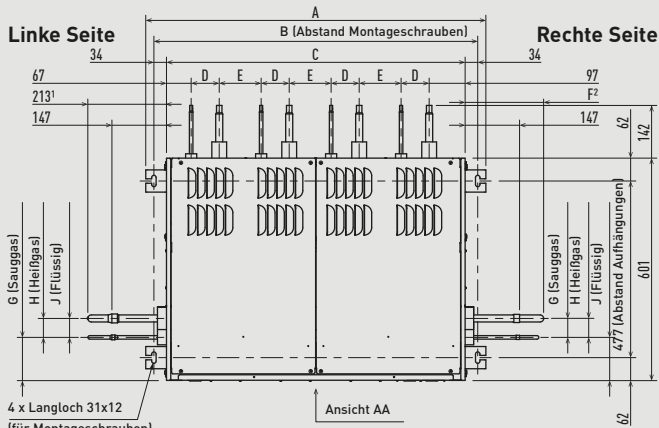 A
Linke Seite
B (Abstand Montageschrauben)
Rechte Seite
34
C
34
67
D
E
D
E
D
E
D
97
213¹
F²
147
147
62
142
G (Sauggas)
H (Heißgas)
J (Flüssig)
G (Sauggas)
H (Heißgas)
J (Flüssig)
477 (Abstand Aufhängungen)
601
4 x Langloch 31x12
Ansicht AA
(für Montageschrauben)
62